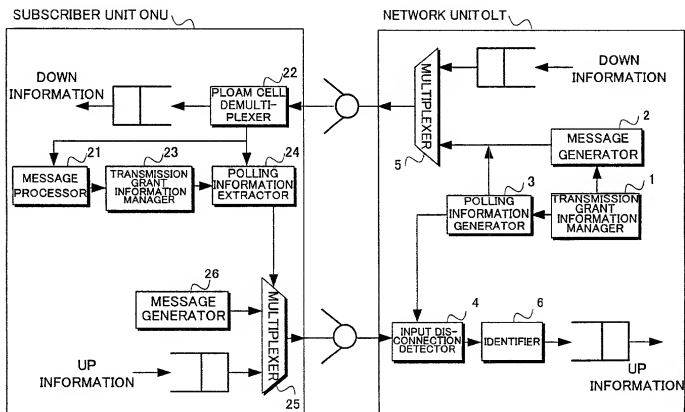 SUBSCRIBER UNIT ONU
NETWORK UNIT OLT
DOWN
INFORMATION
22
PLOAM CELL
DEMULTI-
PLEXER
MULTIPLEXER
5
DOWN
INFORMATION
2
MESSAGE
GENERATOR
21
MESSAGE
PROCESSOR
23
TRANSMISSION
GRANT
INFORMATION
MANAGER
24
POLLING
INFORMATION
EXTRACTOR
3
POLLING
INFORMATION
GENERATOR
1
TRANSMISSION
GRANT
INFORMATION
MANAGER
26
MESSAGE
GENERATOR
MULTIPLEXER
25
UP
INFORMATION
4
INPUT DIS-
CONNECTION
DETECTOR
6
IDENTIFIER
UP
INFORMATION